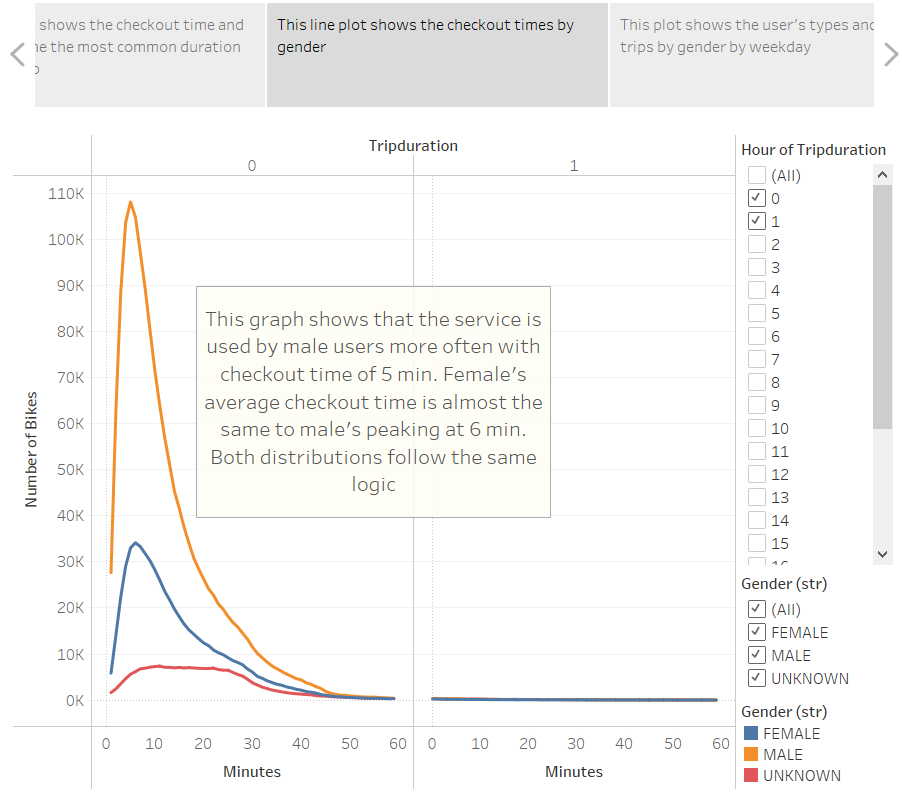 shows the checkout time and
the most common duration
This line plot shows the checkout times by
gender
This plot shows the user's types and
trips by gender by weekday
Tripduration
0
1
Number of Bikes
110K
100K
90K
80K
70K
60K
50K
40K
30K
20K
10K
0K
This graph shows that the service is
used by male users more often with
checkout time of 5 min. Female's
average checkout time is almost the
same to male's peaking at 6 min.
Both distributions follow the same
logic
0 10 20 30 40 50 60
0 10 20 30 40 50 60
Minutes
Minutes
Hour of Tripduration
(All)
0
1
2
3
4
5
6
7
8
9
10
11
12
13
14
15
16
Gender (str)
(All)
FEMALE
MALE
UNKNOWN
Gender (str)
FEMALE
MALE
UNKNOWN